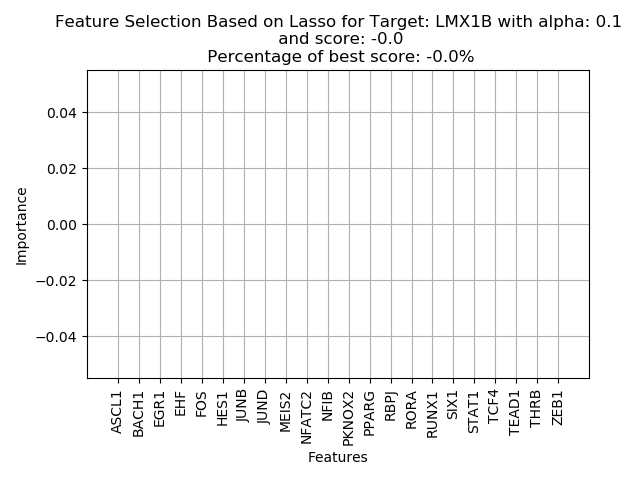 Feature Selection Based on Lasso for Target: LMX1B with alpha: 0.1
and score: -0.0
Percentage of best score: -0.0%
0.04
0.02
0.00
−0.02
−0.04
Importance
ASCL1
BACH1
EGR1
EHF
FOS
HES1
JUNB
JUND
MEIS2
NFATC2
NFIB
PKNOX2
PPARG
RBPJ
RORA
RUNX1
SIX1
STAT1
TCF4
TEAD1
THRB
ZEB1
Features